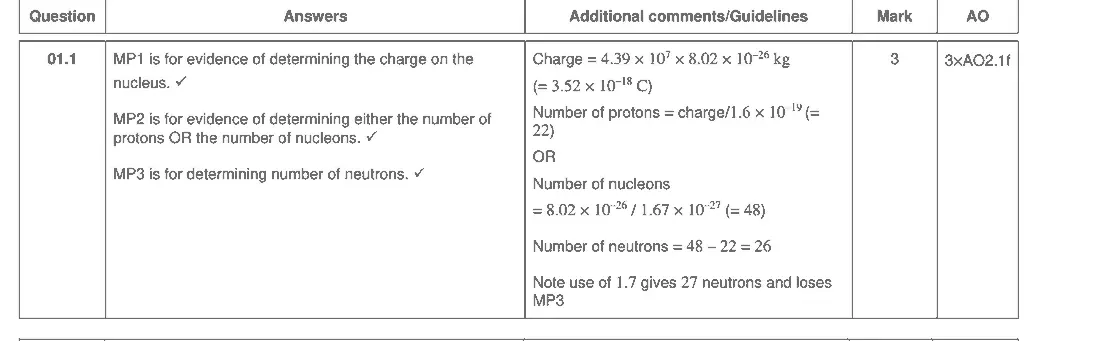 Question Answers Additional comments/Guidelines Mark AO
01.1 MP1 is for evidence of determining the charge on the
nucleus. ✓
MP2 is for evidence of determining either the number of
protons OR the number of nucleons. ✓
MP3 is for determining number of neutrons. ✓
Charge = 4.39 × 10⁷ × 8.02 × 10⁻²⁶ kg
(= 3.52 × 10⁻¹⁸ C)
Number of protons = charge/1.6 × 10⁻¹⁹ (=
22)
OR
Number of nucleons
= 8.02 × 10⁻²⁶ / 1.67 × 10⁻²⁷ (= 48)
Number of neutrons = 48 – 22 = 26
Note use of 1.7 gives 27 neutrons and loses
MP3
3 3×AO2.1f